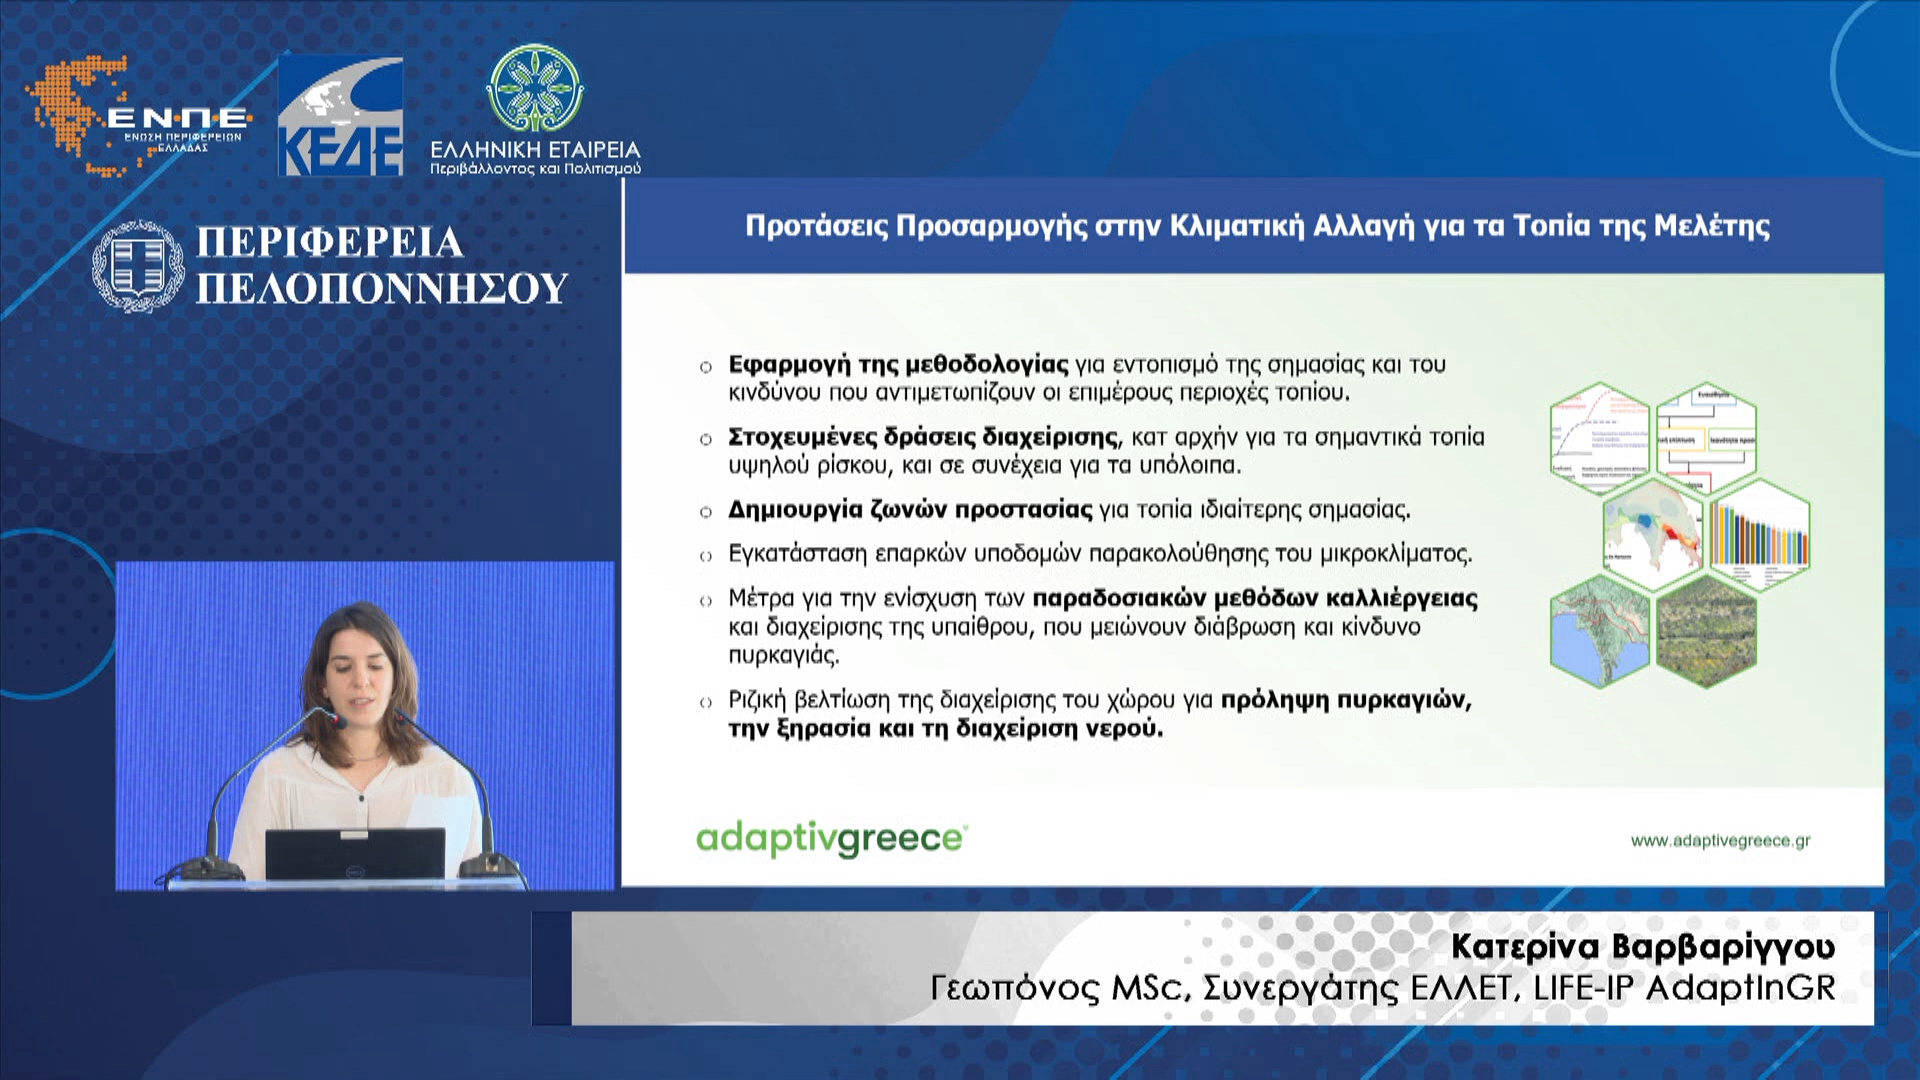 ΕΝΠΕ
ΕΝΩΣΗ ΠΕΡΙΦΕΡΕΙΩΝ
ΕΛΛΑΔΑΣ
ΚΕΔΕ
ΕΛΛΗΝΙΚΗ ΕΤΑΙΡΕΙΑ
Περιβάλλοντος και Πολιτισμού
ΠΕΡΙΦΕΡΕΙΑ
ΠΕΛΟΠΟΝΝΗΣΟΥ
Προτάσεις Προσαρμογής στην Κλιματική Αλλαγή για τα Τοπία της Μελέτης
Εφαρμογή της μεθοδολογίας για εντοπισμό της σημασίας και του
κινδύνου που αντιμετωπίζουν οι επιμέρους περιοχές τοπίου.
Στοχευμένες δράσεις διαχείρισης, κατ αρχήν για τα σημαντικά τοπία
υψηλού ρίσκου, και σε συνέχεια για τα υπόλοιπα.
Δημιουργία ζωνών προστασίας για τοπία ιδιαίτερης σημασίας.
Εγκατάσταση επαρκών υποδομών παρακολούθησης του μικροκλίματος.
Μέτρα για την ενίσχυση των παραδοσιακών μεθόδων καλλιέργειας
και διαχείρισης της υπαίθρου, που μειώνουν διάβρωση και κίνδυνο
πυρκαγιάς.
Ριζική βελτίωση της διαχείρισης του χώρου για πρόληψη πυρκαγιών,
την ξηρασία και τη διαχείριση νερού.
adaptivgreece
www.adaptivegreece.gr
Κατερίνα Βαρβαρίγγου
Γεωπόνος MSc, Συνεργάτης ΕΛΛΕΤ, LIFE-IP AdaptInGR